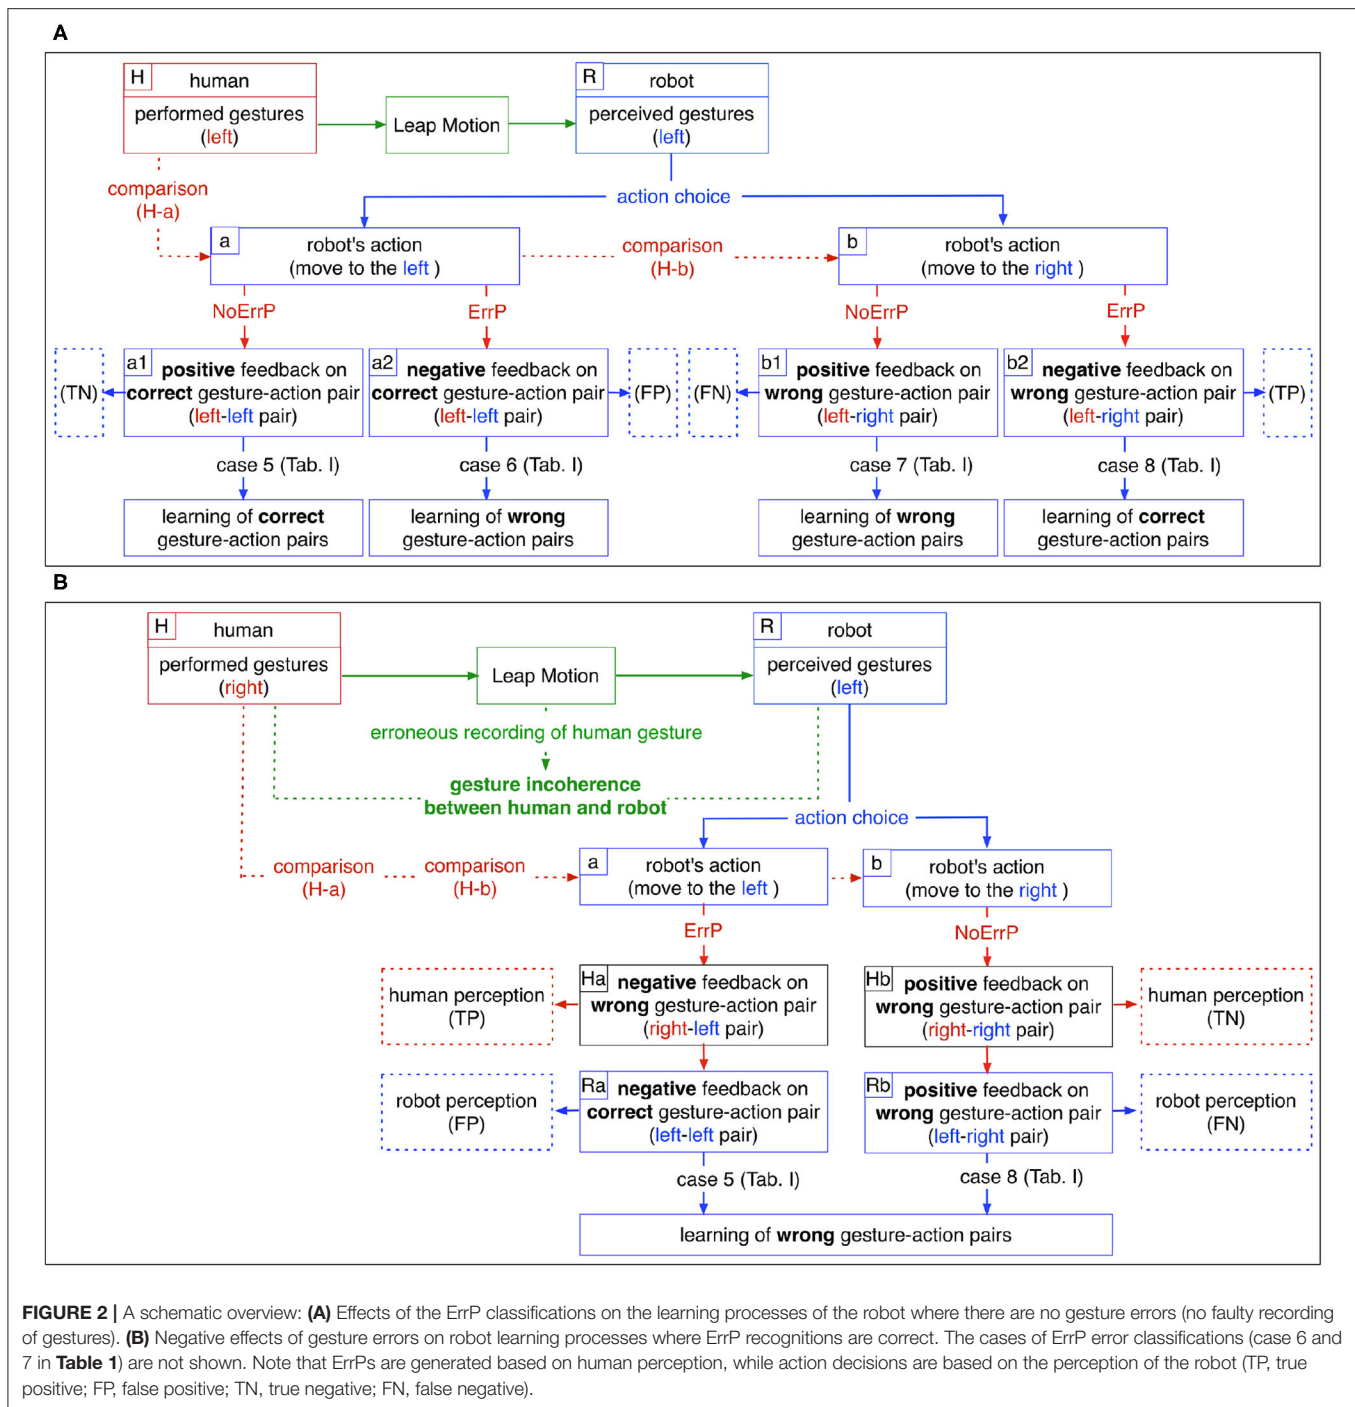 A
H
human
performed gestures
(left)
Leap Motion
R
robot
perceived gestures
(left)
comparison
(H-a)
action choice
a
robot's action
(move to the left )
comparison
(H-b)
b
robot's action
(move to the right )
NoErrP
ErrP
NoErrP
ErrP
(TN)
a1
positive feedback on
correct gesture-action pair
(left-left pair)
a2
negative feedback on
correct gesture-action pair
(left-left pair)
(FP)
(FN)
b1
positive feedback on
wrong gesture-action pair
(left-right pair)
b2
negative feedback on
wrong gesture-action pair
(left-right pair)
(TP)
case 5 (Tab. I)
case 6 (Tab. I)
case 7 (Tab. I)
case 8 (Tab. I)
learning of correct
gesture-action pairs
learning of wrong
gesture-action pairs
learning of wrong
gesture-action pairs
learning of correct
gesture-action pairs
B
H
human
performed gestures
(right)
Leap Motion
R
robot
perceived gestures
(left)
erroneous recording of human gesture
gesture incoherence
between human and robot
action choice
comparison
(H-a)
comparison
(H-b)
a
robot's action
(move to the left )
b
robot's action
(move to the right )
ErrP
NoErrP
human perception
(TP)
Ha
negative feedback on
wrong gesture-action pair
(right-left pair)
Hb
positive feedback on
wrong gesture-action pair
(right-right pair)
human perception
(TN)
robot perception
(FP)
Ra
negative feedback on
correct gesture-action pair
(left-left pair)
Rb
positive feedback on
wrong gesture-action pair
(left-right pair)
robot perception
(FN)
case 5 (Tab. I)
case 8 (Tab. I)
learning of wrong gesture-action pairs
FIGURE 2 | A schematic overview: (A) Effects of the ErrP classifications on the learning processes of the robot where there are no gesture errors (no faulty recording
of gestures). (B) Negative effects of gesture errors on robot learning processes where ErrP recognitions are correct. The cases of ErrP error classifications (case 6 and
7 in Table 1) are not shown. Note that ErrPs are generated based on human perception, while action decisions are based on the perception of the robot (TP, true
positive; FP, false positive; TN, true negative; FN, false negative).